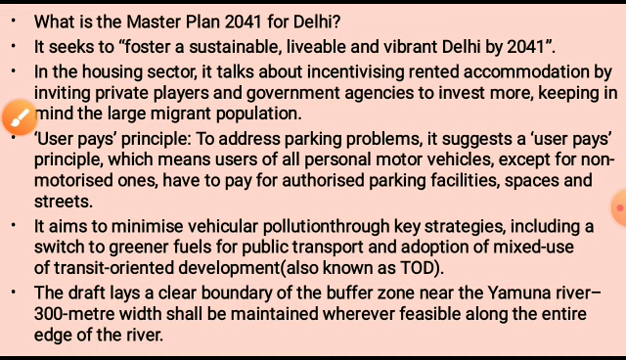 • What is the Master Plan 2041 for Delhi?
• It seeks to “foster a sustainable, liveable and vibrant Delhi by 2041”.
• In the housing sector, it talks about incentivising rented accommodation by
inviting private players and government agencies to invest more, keeping in
mind the large migrant population.
• ‘User pays’ principle: To address parking problems, it suggests a ‘user pays’
principle, which means users of all personal motor vehicles, except for non-
motorised ones, have to pay for authorised parking facilities, spaces and
streets.
• It aims to minimise vehicular pollutionthrough key strategies, including a
switch to greener fuels for public transport and adoption of mixed-use
of transit-oriented development(also known as TOD).
• The draft lays a clear boundary of the buffer zone near the Yamuna river–
300-metre width shall be maintained wherever feasible along the entire
edge of the river.